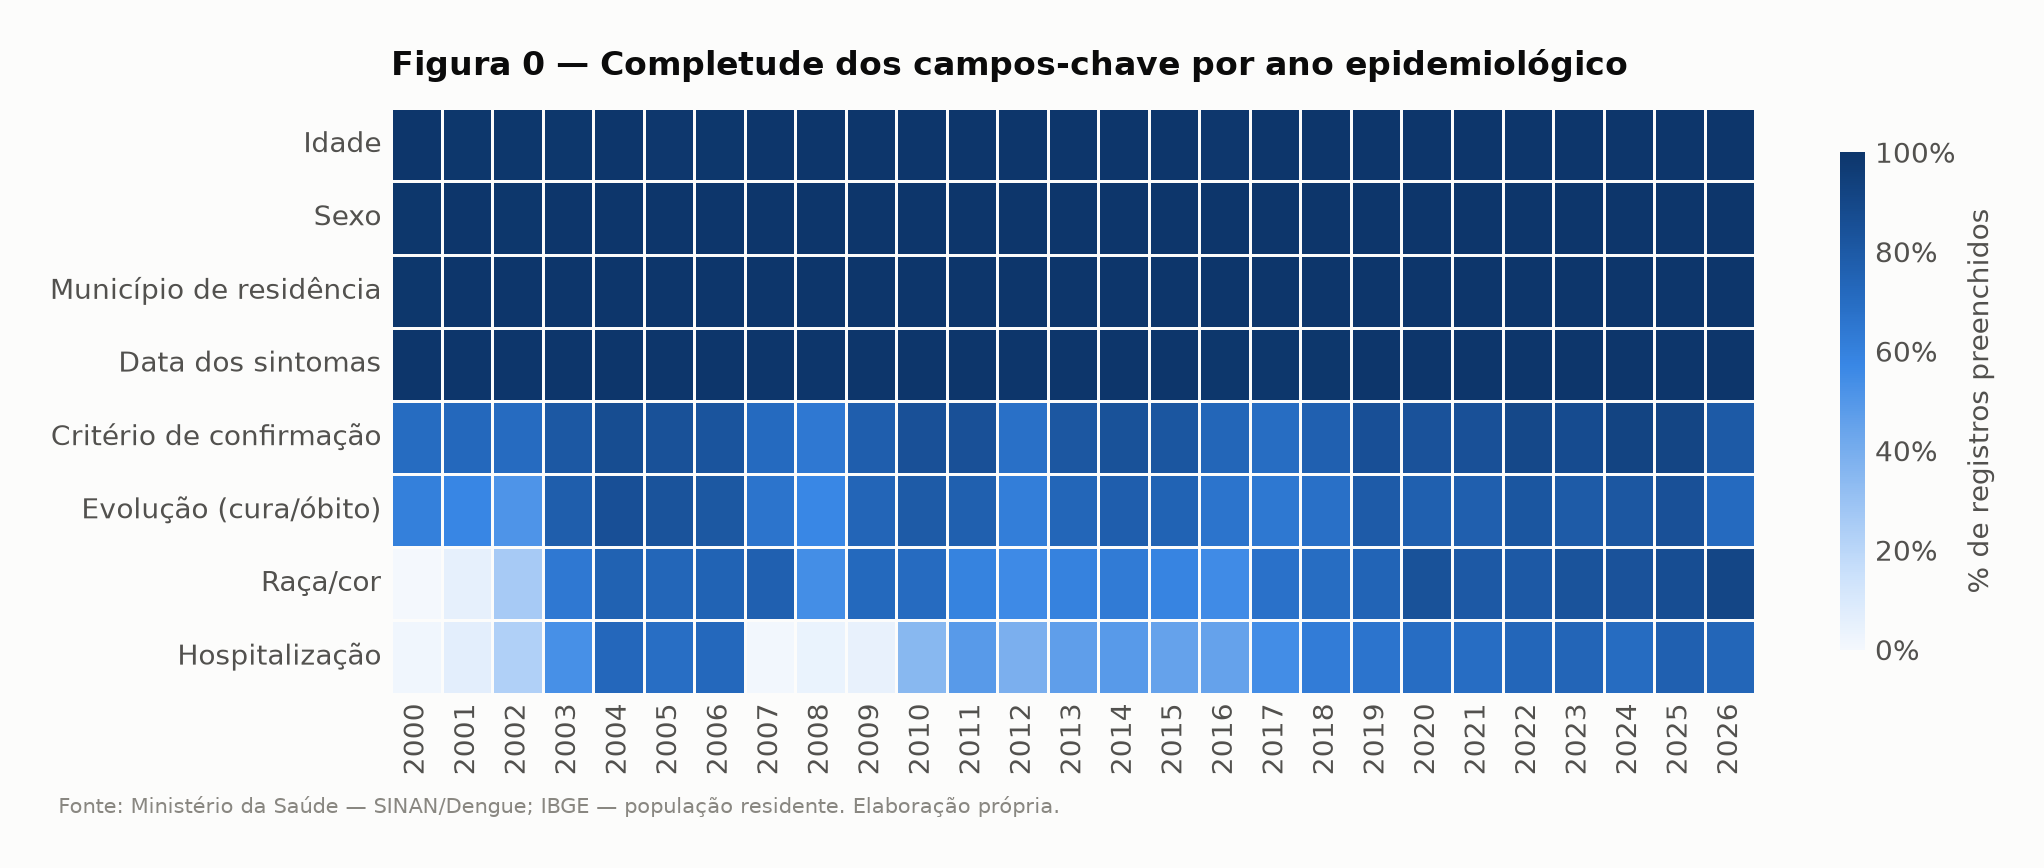 Figura 0 — Completude dos campos-chave por ano epidemiológico
Idade
Sexo
Município de residência
Data dos sintomas
Critério de confirmação
Evolução (cura/óbito)
Raça/cor
Hospitalização
2000 2001 2002 2003 2004 2005 2006 2007 2008 2009 2010 2011 2012 2013 2014 2015 2016 2017 2018 2019 2020 2021 2022 2023 2024 2025 2026
100%
80%
60%
40%
20%
0%
% de registros preenchidos
Fonte: Ministério da Saúde — SINAN/Dengue; IBGE — população residente. Elaboração própria.